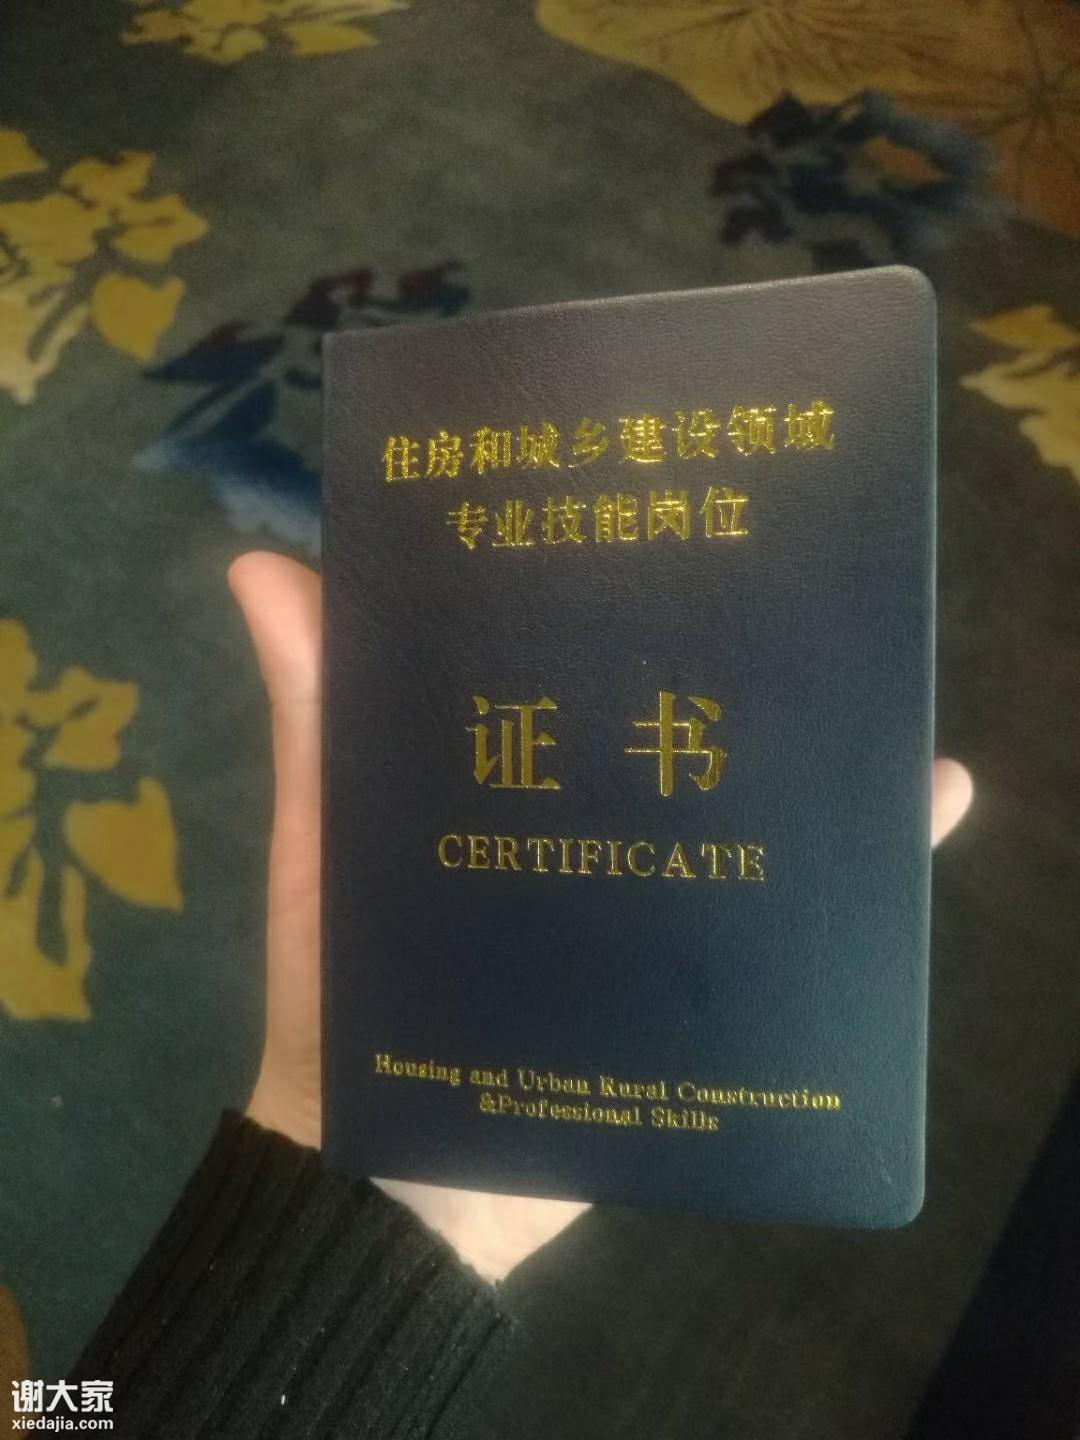 住房和城乡建设领域
专业技能岗位
证书
CERTIFICATE
Housing and Urban Rural Construction
&Professional Skills
谢大家
xiedajia.com